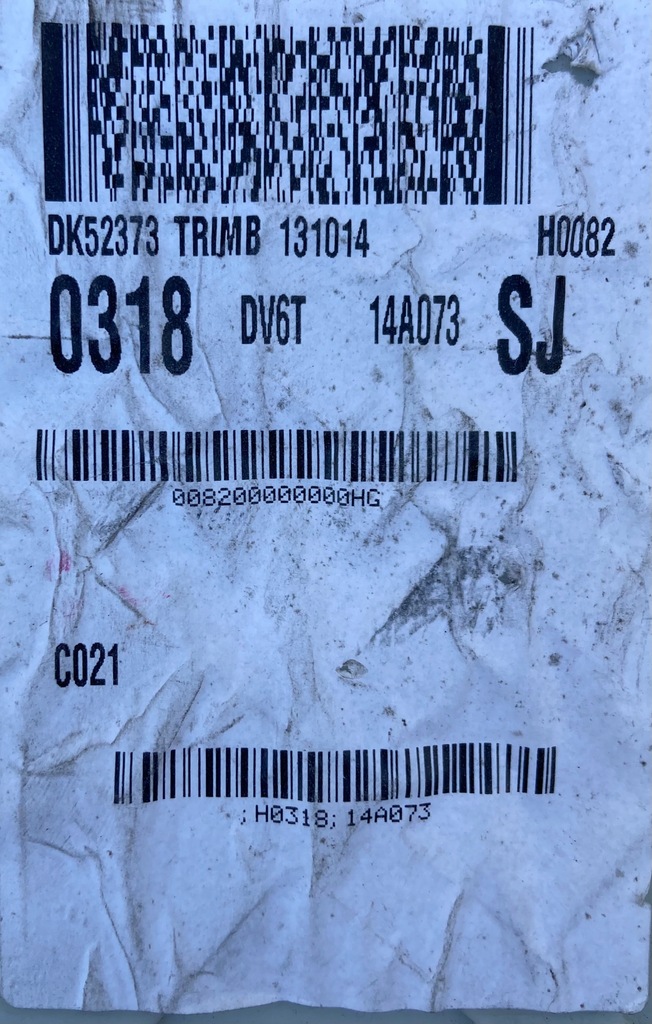 DK52373 TRIMB 131014 H0082
0318 DV6T 14A073 SJ
008200000000HG
C021
;H0318;14A073